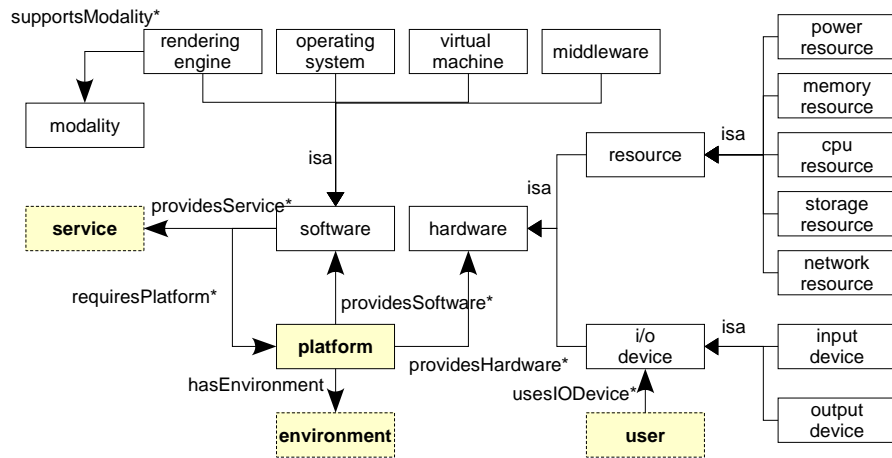 supportsModality*
rendering
engine
operating
system
virtual
machine
middleware
power
resource
modality
memory
resource
isa
isa
resource
cpu
resource
isa
providesService*
service
software
hardware
storage
resource
network
resource
requiresPlatform*
providesSoftware*
platform
providesHardware*
i/o
device
isa
input
device
hasEnvironment
usesIODevice*
environment
user
output
device